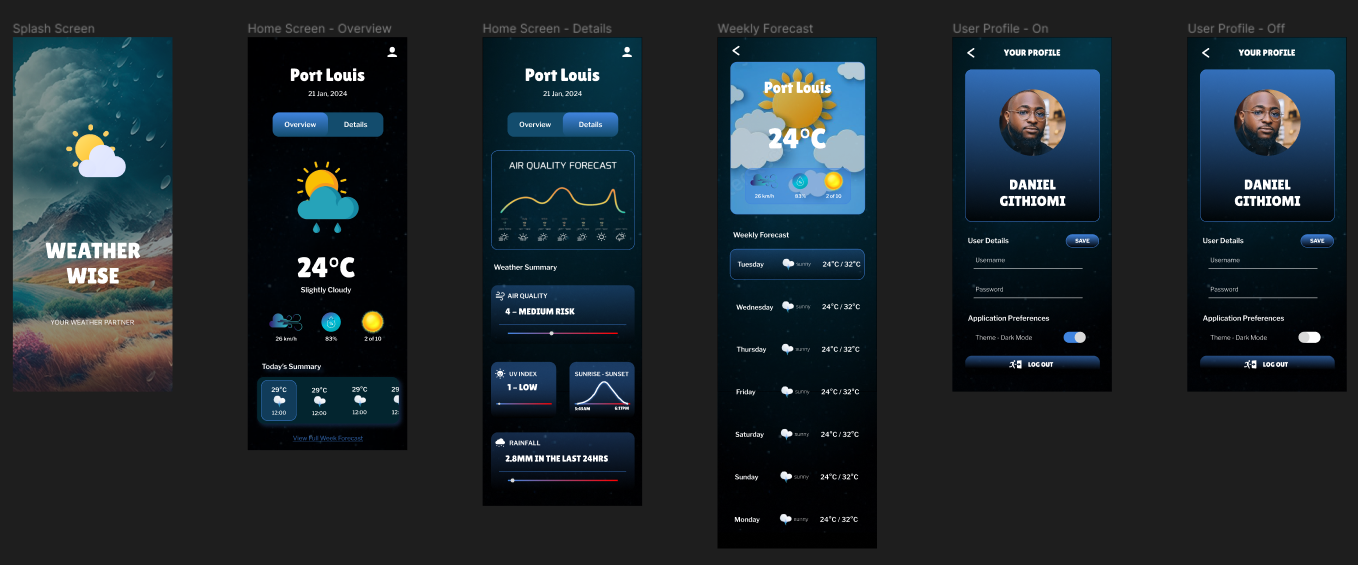 Splash Screen
WEATHER
WISE
YOUR WEATHER PARTNER
Home Screen - Overview
Port Louis
21 Jan, 2024
Overview Details
24°C
Slightly Cloudy
26 km/h 83% 2 of 10
Today's Summary
29°C 29°C 29°C 29
12:00 12:00 12:00 12:
View Full Week Forecast
Home Screen - Details
Port Louis
21 Jan, 2024
Overview Details
AIR QUALITY FORECAST
Weather Summary
AIR QUALITY
4 – MEDIUM RISK
UV INDEX
1 – LOW
SUNRISE - SUNSET
5:43AM 6:17PM
RAINFALL
2.8MM IN THE LAST 24HRS
Weekly Forecast
Port Louis
24°C
26 km/h 83% 2 of 10
Weekly Forecast
Tuesday sunny 24°C / 32°C
Wednesday sunny 24°C / 32°C
Thursday sunny 24°C / 32°C
Friday sunny 24°C / 32°C
Saturday sunny 24°C / 32°C
Sunday sunny 24°C / 32°C
Monday sunny 24°C / 32°C
User Profile - On
YOUR PROFILE
DANIEL
GITHIOMI
User Details SAVE
Username
Password
Application Preferences
Theme - Dark Mode
LOG OUT
User Profile - Off
YOUR PROFILE
DANIEL
GITHIOMI
User Details SAVE
Username
Password
Application Preferences
Theme - Dark Mode
LOG OUT